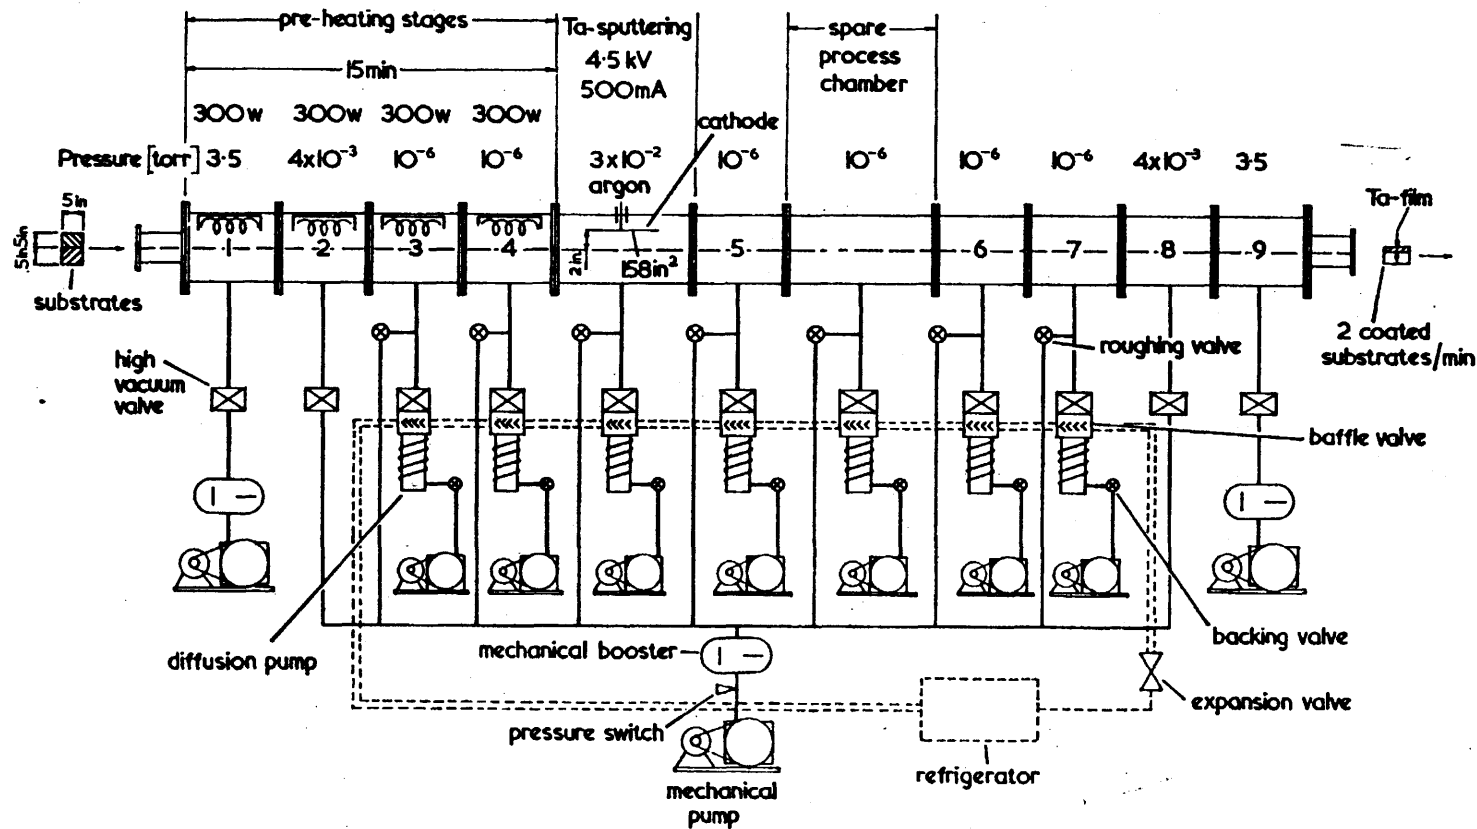 pre-heating stages
Ta-sputtering
spare
process
chamber
15min
4·5 kV
500mA
300w 300w 300w 300w
cathode
Pressure [torr] 3·5 4x10⁻³ 10⁻⁶ 10⁻⁶ 3x10⁻² 10⁻⁶ 10⁻⁶ 10⁻⁶ 10⁻⁶ 4x10⁻³ 3·5
argon
5in
Ta-film
·5in·5in
1 2 3 4 5 6 7 8 9
2in
158in²
substrates
2 coated
substrates/min
roughing valve
high
vacuum
valve
baffle valve
backing valve
diffusion pump
mechanical booster
expansion valve
pressure switch
refrigerator
mechanical
pump